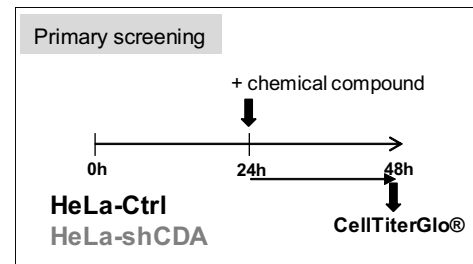 Primary screening
+ chemical compound
0h 24h 48h
HeLa-Ctrl
HeLa-shCDA
CellTiterGlo®